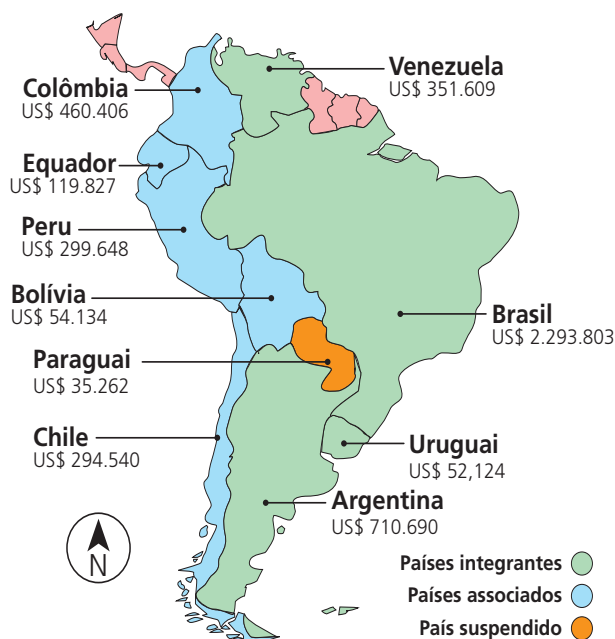 Venezuela
US$ 351.609
Colômbia
US$ 460.406
Equador
US$ 119.827
Peru
US$ 299.648
Bolívia
US$ 54.134
Brasil
US$ 2.293.803
Paraguai
US$ 35.262
Chile
US$ 294.540
Uruguai
US$ 52,124
Argentina
US$ 710.690
N
Países integrantes
Países associados
País suspendido